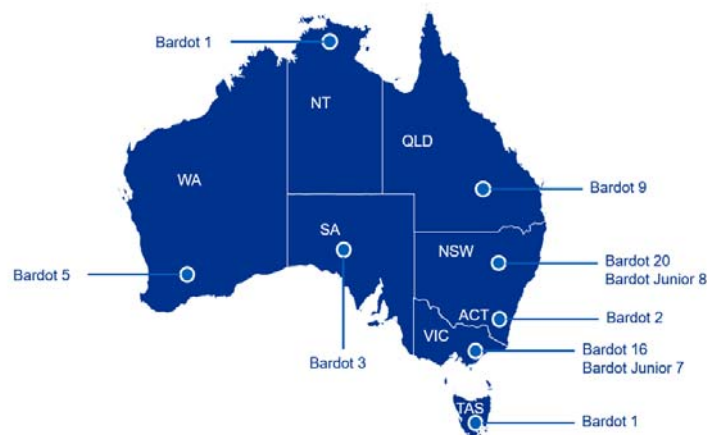 Bardot 1
NT
QLD
WA
Bardot 9
SA
NSW
Bardot 20
Bardot Junior 8
Bardot 5
ACT
Bardot 2
VIC
Bardot 16
Bardot 3
Bardot Junior 7
TAS
Bardot 1